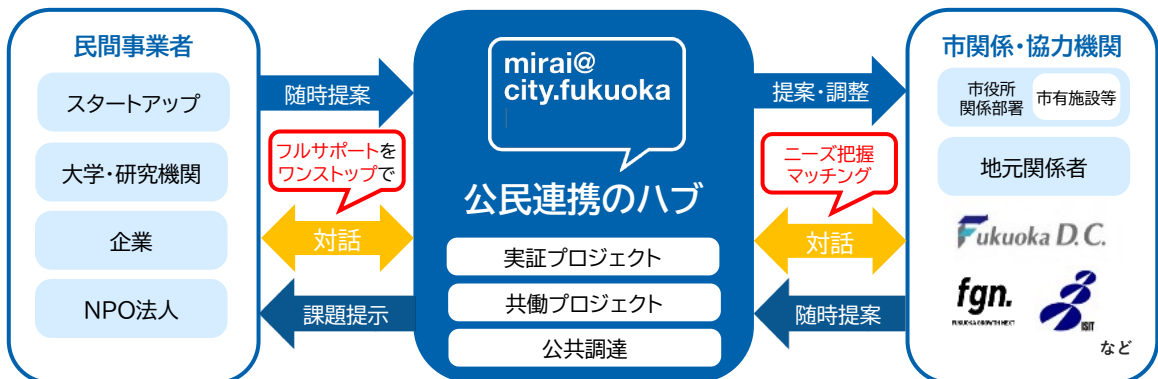 民間事業者
スタートアップ
大学・研究機関
企業
NPO法人
随時提案
フルサポートを
ワンストップで
対話
課題提示
mirai@
city.fukuoka
公民連携のハブ
実証プロジェクト
共働プロジェクト
公共調達
提案・調整
ニーズ把握
マッチング
対話
随時提案
市関係・協力機関
市役所
関係部署
市有施設等
地元関係者
Fukuoka D.C.
fgn.
FUKUOKA GROWTH NEXT
ISIT
など